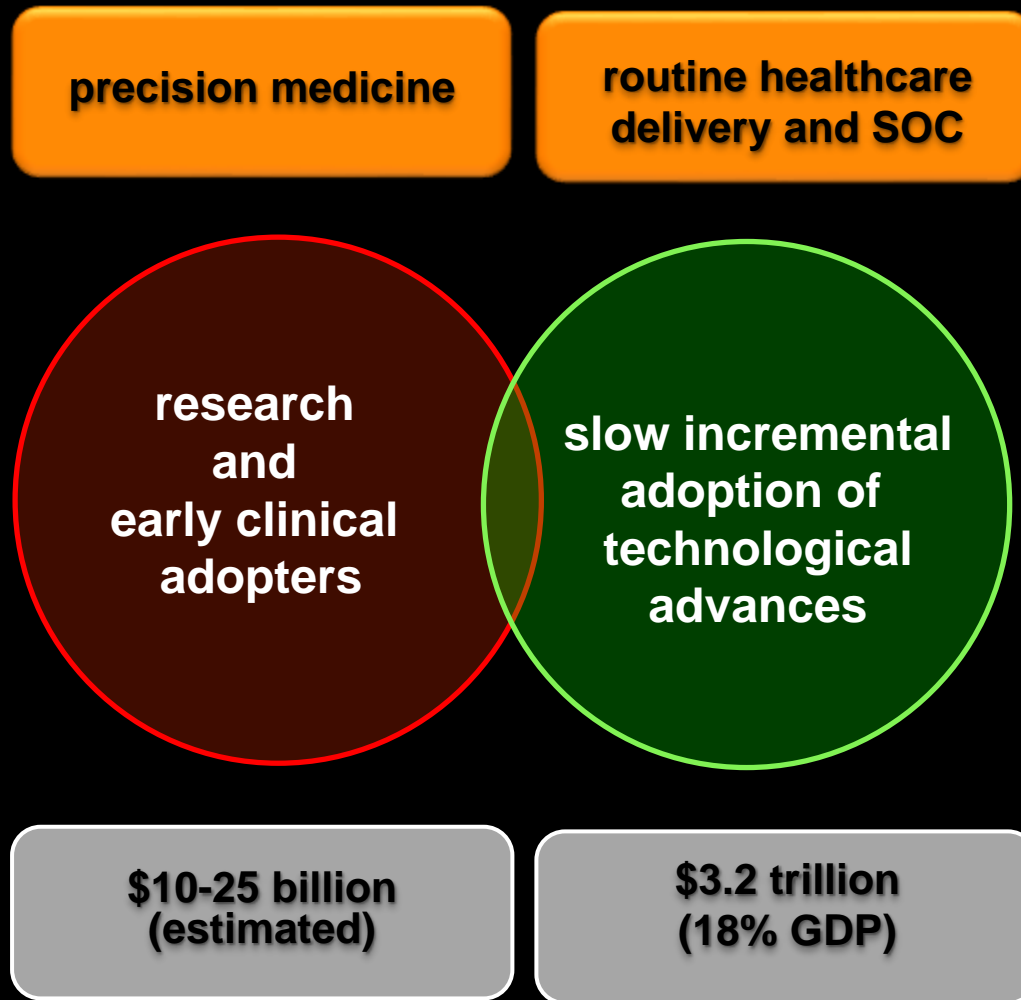 precision medicine
routine healthcare
delivery and SOC
research
and
early clinical
adopters
slow incremental
adoption of
technological
advances
$10-25 billion
(estimated)
$3.2 trillion
(18% GDP)